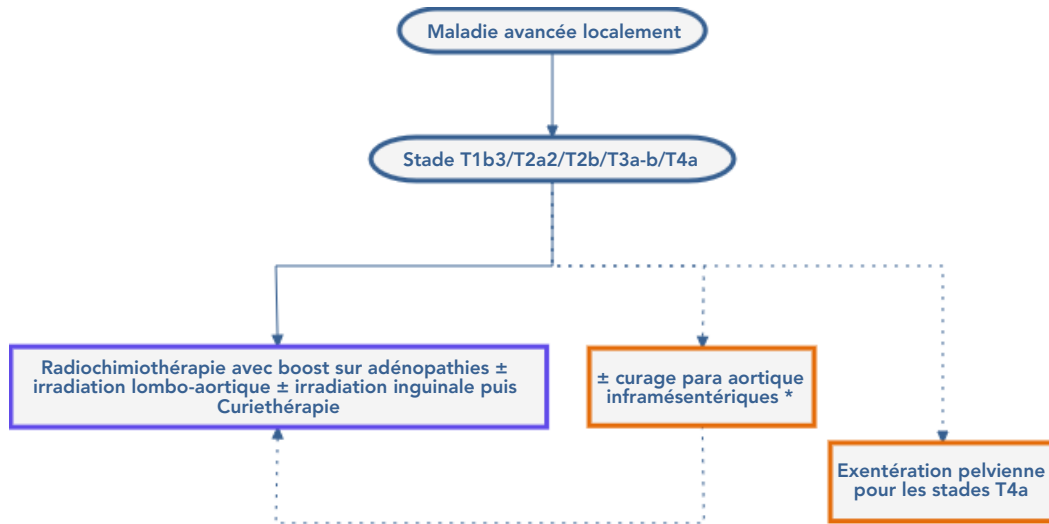 Maladie avancée localement
Stade T1b3/T2a2/T2b/T3a-b/T4a
Radiochimiothérapie avec boost sur adénopathies ±
irradiation lombo-aortique ± irradiation inguinale puis
Curiethérapie
± curage para aortique
inframésentériques *
Exentération pelvienne
pour les stades T4a